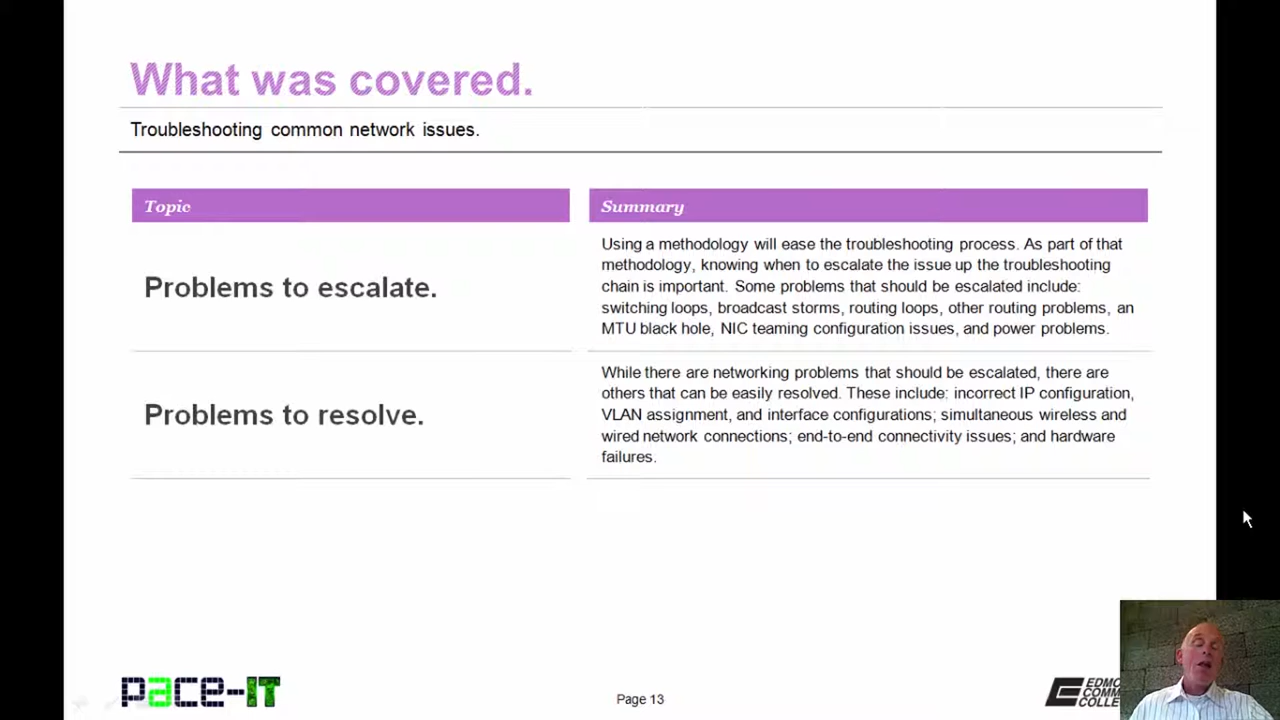 What was covered.
Troubleshooting common network issues.
Topic
Summary
Problems to escalate.
Using a methodology will ease the troubleshooting process. As part of that
methodology, knowing when to escalate the issue up the troubleshooting
chain is important. Some problems that should be escalated include:
switching loops, broadcast storms, routing loops, other routing problems, an
MTU black hole, NIC teaming configuration issues, and power problems.
Problems to resolve.
While there are networking problems that should be escalated, there are
others that can be easily resolved. These include: incorrect IP configuration,
VLAN assignment, and interface configurations; simultaneous wireless and
wired network connections; end-to-end connectivity issues; and hardware
failures.
pace-IT
Page 13
EDMO
COMM
COLLE